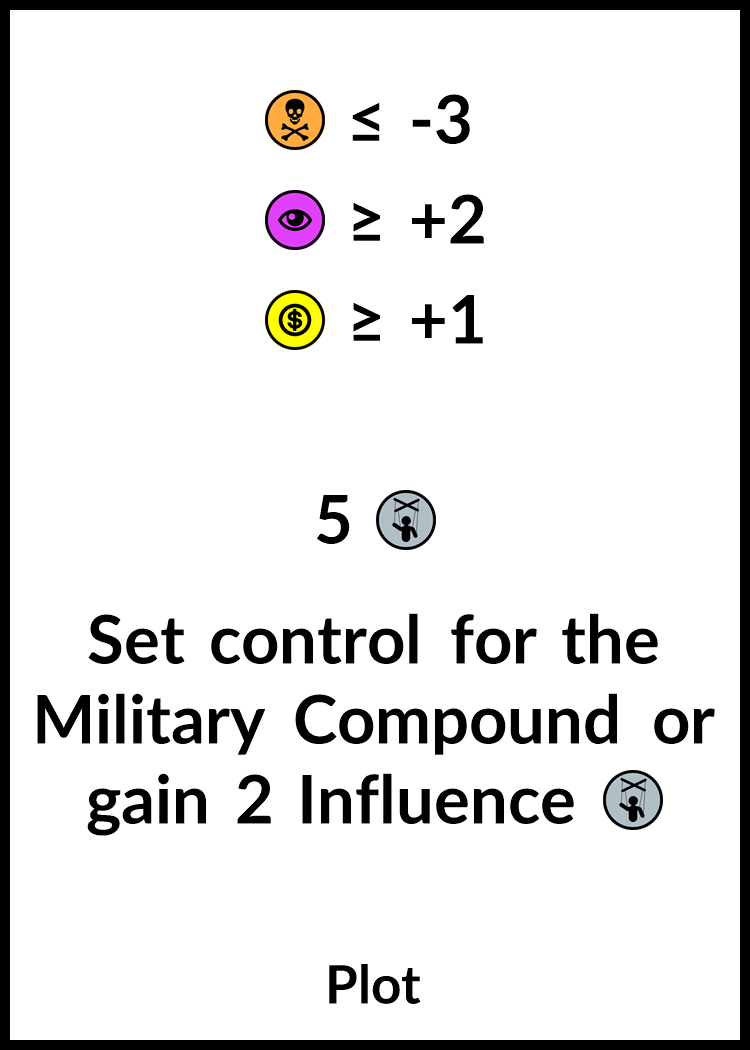 ≤ -3
≥ +2
$ ≥ +1
5
Set control for the
Military Compound or
gain 2 Influence
Plot